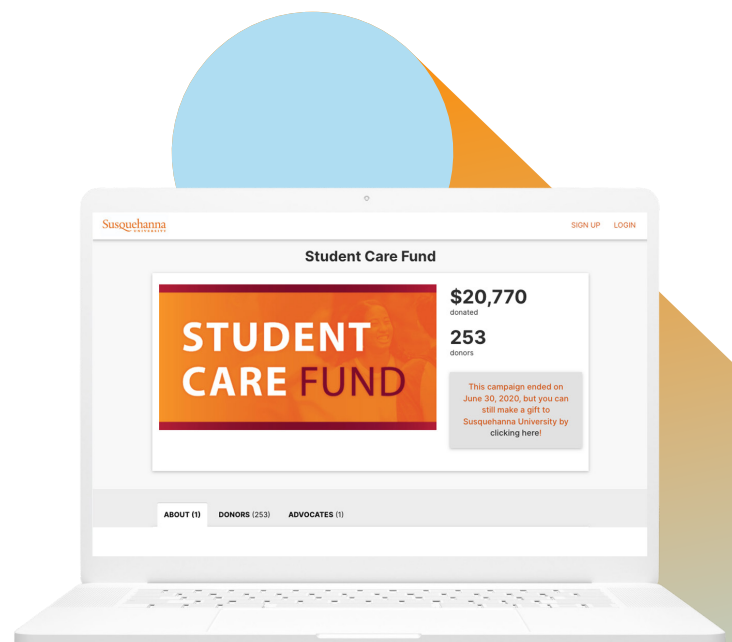 Susquehanna
UNIVERSITY
SIGN UP LOGIN
Student Care Fund
STUDENT
CARE FUND
$20,770
donated
253
donors
This campaign ended on
June 30, 2020, but you can
still make a gift to
Susquehanna University by
clicking here!
ABOUT (1) DONORS (253) ADVOCATES (1)